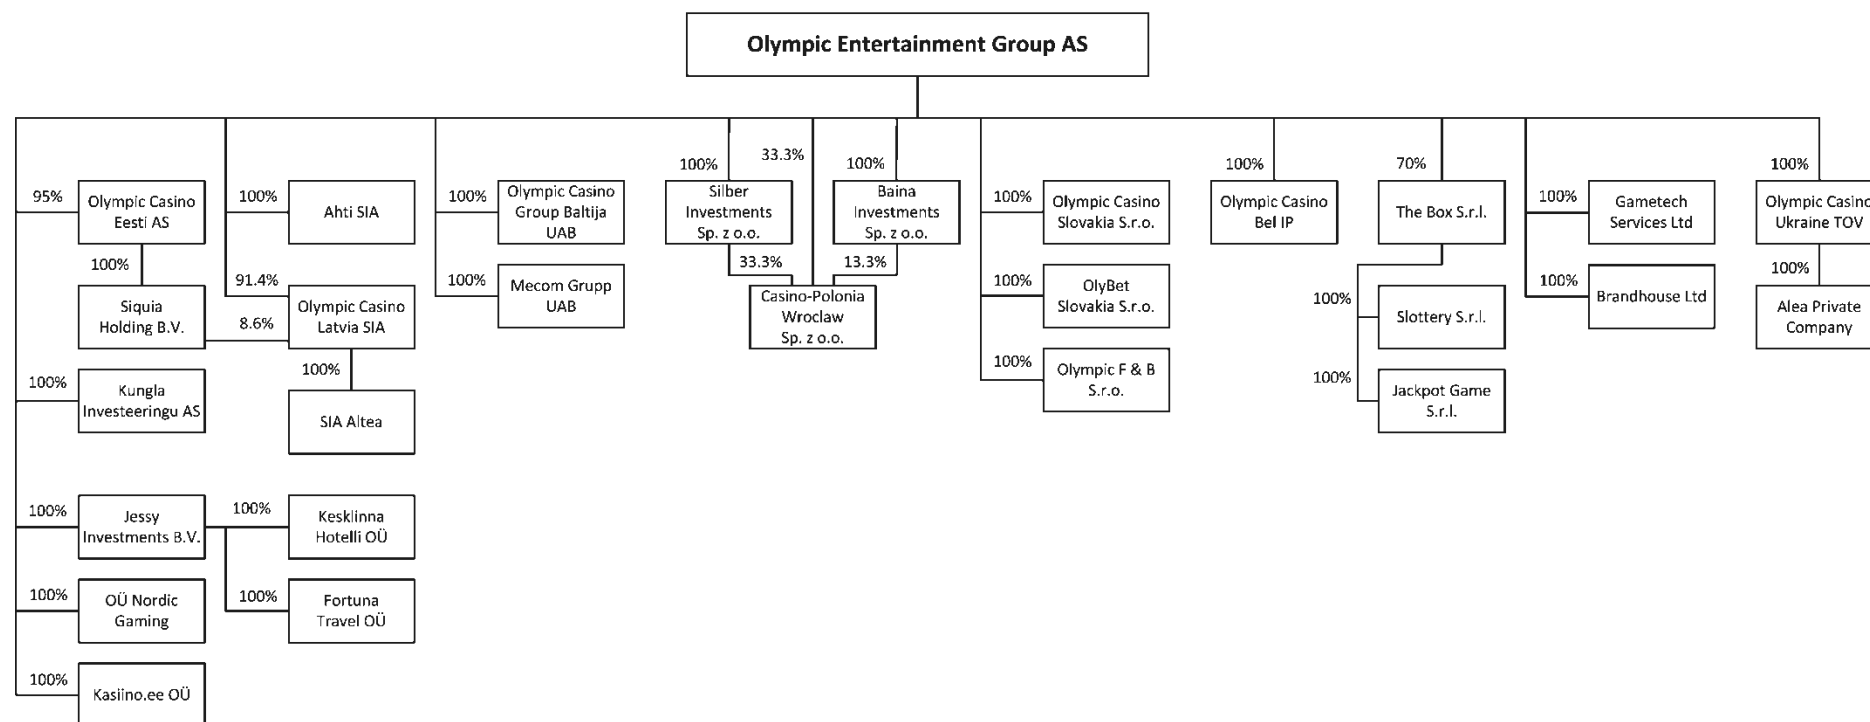 Olympic Entertainment Group AS
100%
33.3%
100%
100%
70%
100%
95%
Olympic Casino
Eesti AS
100%
Ahti SIA
100%
Olympic Casino
Group Baltija
UAB
Silber
Investments
Sp. z o.o.
Baina
Investments
Sp. z o.o.
100%
Olympic Casino
Slovakia S.r.o.
Olympic Casino
Bel IP
The Box S.r.l.
100%
Gametech
Services Ltd
Olympic Casino
Ukraine TOV
100%
91.4%
100%
Mecom Grupp
UAB
33.3%
13.3%
100%
OlyBet
Slovakia S.r.o.
100%
Brandhouse Ltd
100%
Siquia
Holding B.V.
8.6%
Olympic Casino
Latvia SIA
Casino-Polonia
Wroclaw
Sp. z o.o.
100%
Slottery S.r.l.
Alea Private
Company
100%
Kungla
Investeeringu AS
100%
SIA Altea
100%
Olympic F & B
S.r.o.
100%
Jackpot Game
S.r.l.
100%
Jessy
Investments B.V.
100%
Kesklinna
Hotelli OÜ
100%
OÜ Nordic
Gaming
100%
Fortuna
Travel OÜ
100%
Kasiino.ee OÜ